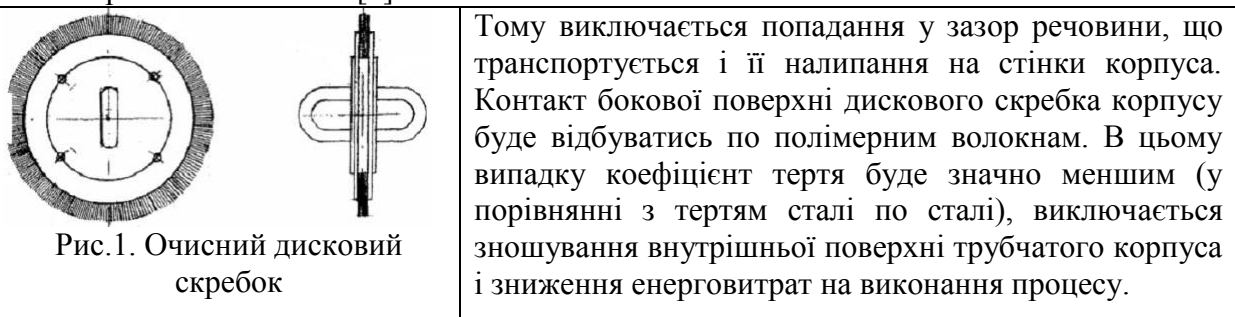 Тому виключається попадання у зазор речовини, що
транспортується і її налипання на стінки корпуса.
Контакт бокової поверхні дискового скребка корпусу
буде відбуватись по полімерним волокнам. В цьому
випадку коефіцієнт тертя буде значно меншим (у
порівнянні з тертям сталі по сталі), виключається
зношування внутрішньої поверхні трубчатого корпуса
і зниження енерговитрат на виконання процесу.
Рис.1. Очисний дисковий
скребок